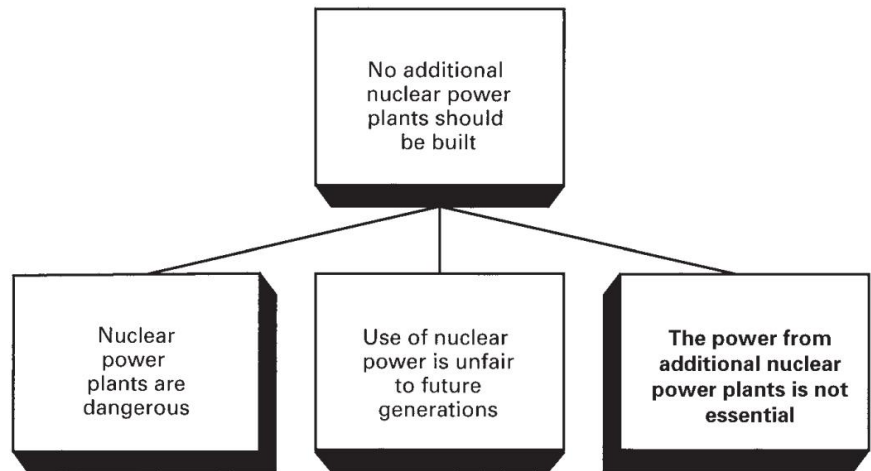 No additional
nuclear power
plants should
be built
Nuclear
power
plants are
dangerous
Use of nuclear
power is unfair
to future
generations
The power from
additional nuclear
power plants is not
essential